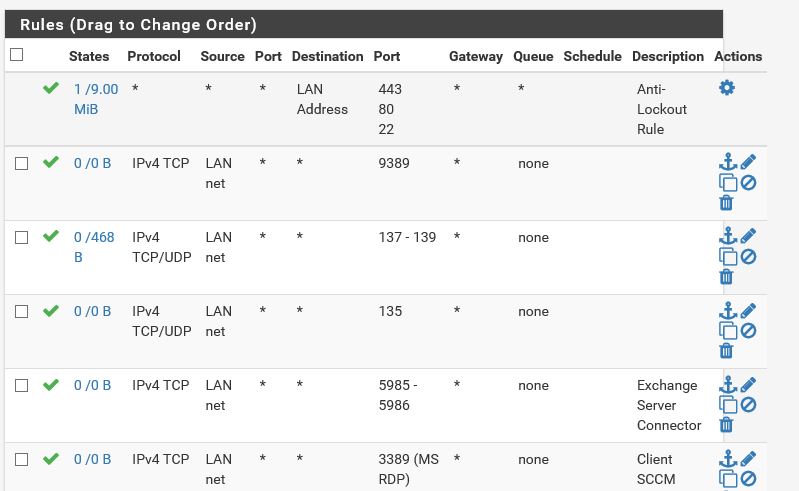 Rules (Drag to Change Order)
States Protocol Source Port Destination Port Gateway Queue Schedule Description Actions
1 /9.00 * * * LAN 443 * * Anti-
MiB Address 80 Lockout
22 Rule
0 /0 B IPv4 TCP LAN * * 9389 * none
net
0 /468 IPv4 LAN * * 137 - 139 * none
B TCP/UDP net
0 /0 B IPv4 LAN * * 135 * none
TCP/UDP net
0 /0 B IPv4 TCP LAN * * 5985 - * none Exchange
net 5986 Server
Connector
0 /0 B IPv4 TCP LAN * * 3389 (MS * none Client
net RDP) SCCM